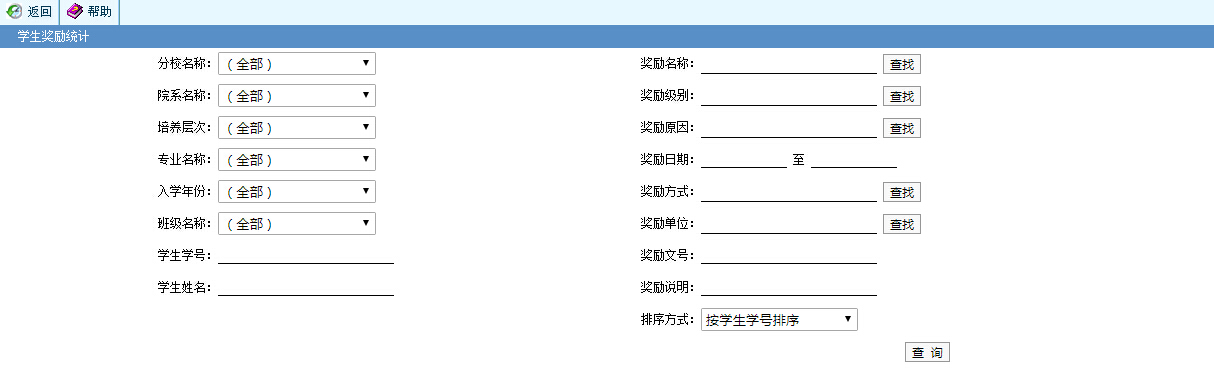 返回 帮助
学生奖励统计
分校名称： （全部） 奖励名称： 查找
院系名称： （全部） 奖励级别： 查找
培养层次： （全部） 奖励原因： 查找
专业名称： （全部） 奖励日期： 至
入学年份： （全部） 奖励方式： 查找
班级名称： （全部） 奖励单位： 查找
学生学号： 奖励文号：
学生姓名： 奖励说明：
排序方式： 按学生学号排序
查 询